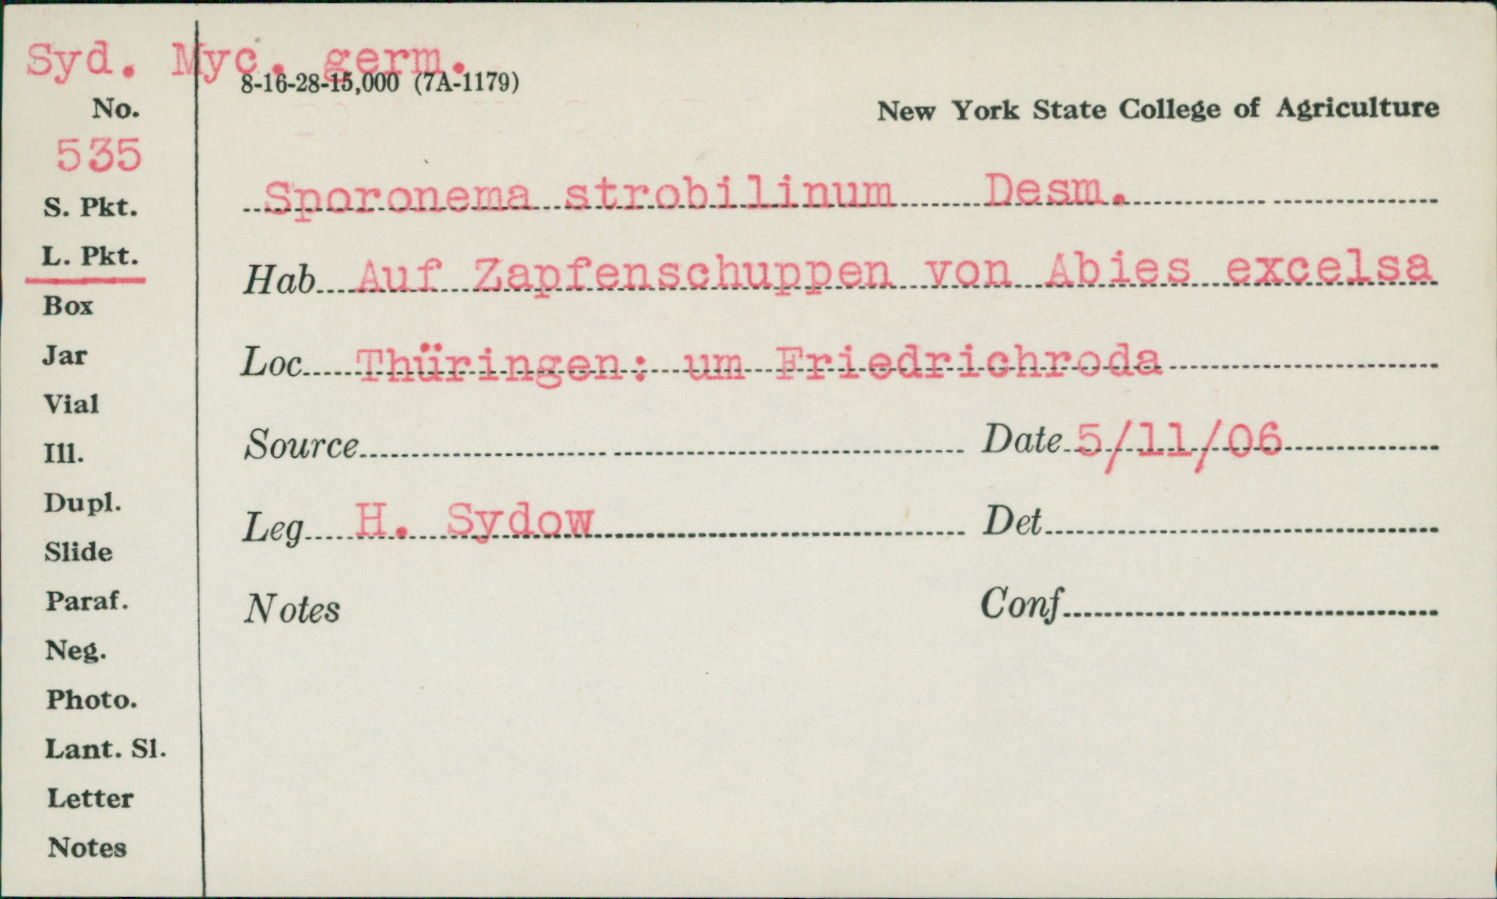 Syd. Myc. germ.
8-16-28-15,000 (7A-1179)
No.
New York State College of Agriculture
535
S. Pkt.
Sporonema strobilinum Desm.
L. Pkt.
Hab. Auf Zapfenschuppen von Abies excelsa
Box
Jar
Loc. Thüringen: um Friedrichroda
Vial
Ill.
Source Date 5/11/06
Dupl.
Leg. H. Sydow Det.
Slide
Paraf.
Notes Conf.
Neg.
Photo.
Lant. Sl.
Letter
Notes